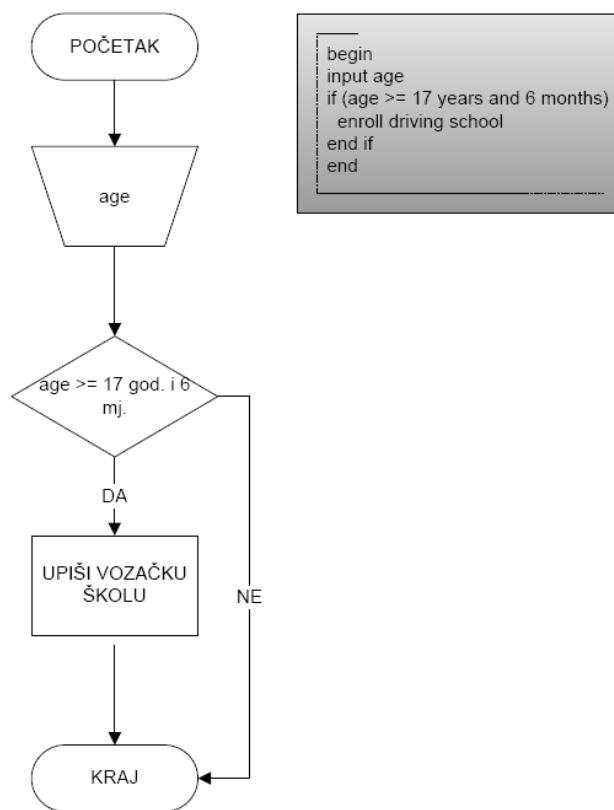 POČETAK
age
age >= 17 god. i 6
mj.
DA
UPIŠI VOZAČKU
ŠKOLU
NE
KRAJ
begin
input age
if (age >= 17 years and 6 months)
enroll driving school
end if
end